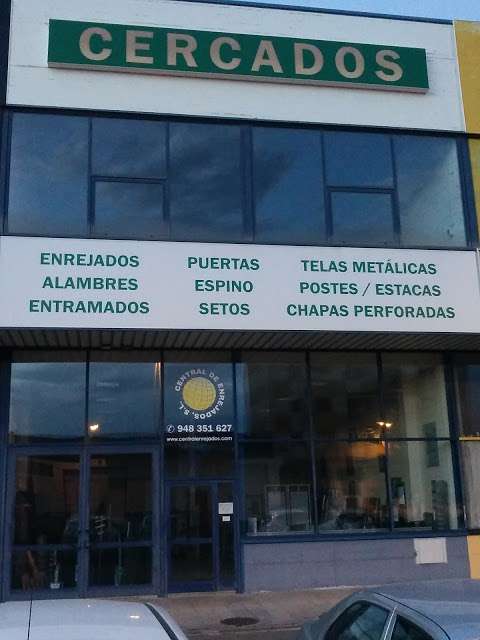 CERCADOS
ENREJADOS
ALAMBRES
ENTRAMADOS
PUERTAS
ESPINO
SETOS
TELAS METÁLICAS
POSTES / ESTACAS
CHAPAS PERFORADAS
CENTRAL DE ENREJADOS, S.L.
948 351 627
www.centralenrejados.com